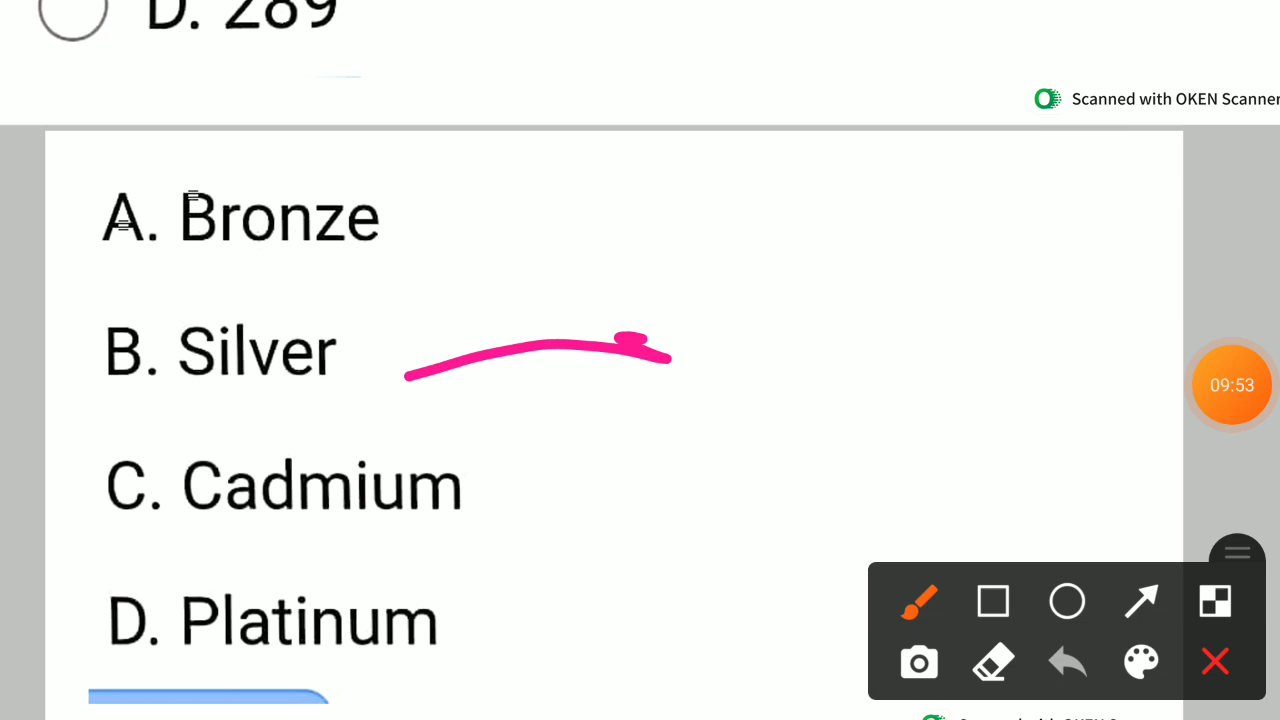 D. 289
Scanned with OKEN Scanner
A. Bronze
B. Silver
09:53
C. Cadmium
D. Platinum